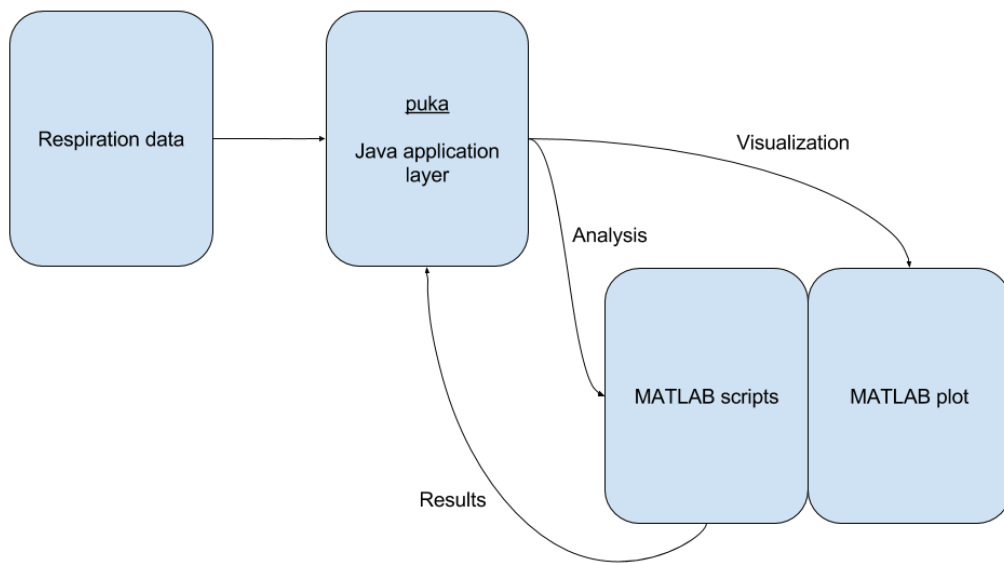 Respiration data
puka
Java application
layer
Visualization
Analysis
MATLAB scripts
MATLAB plot
Results